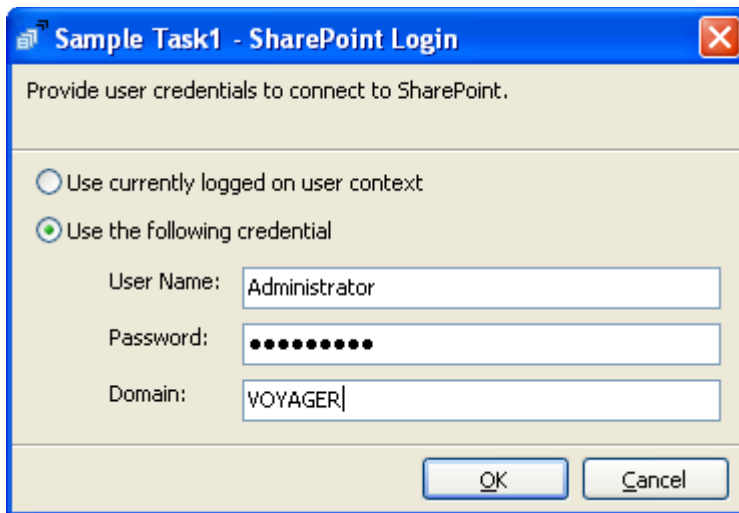 Sample Task1 - SharePoint Login
Provide user credentials to connect to SharePoint.
Use currently logged on user context
Use the following credential
User Name: Administrator
Password: ●●●●●●●●●
Domain: VOYAGER
OK Cancel